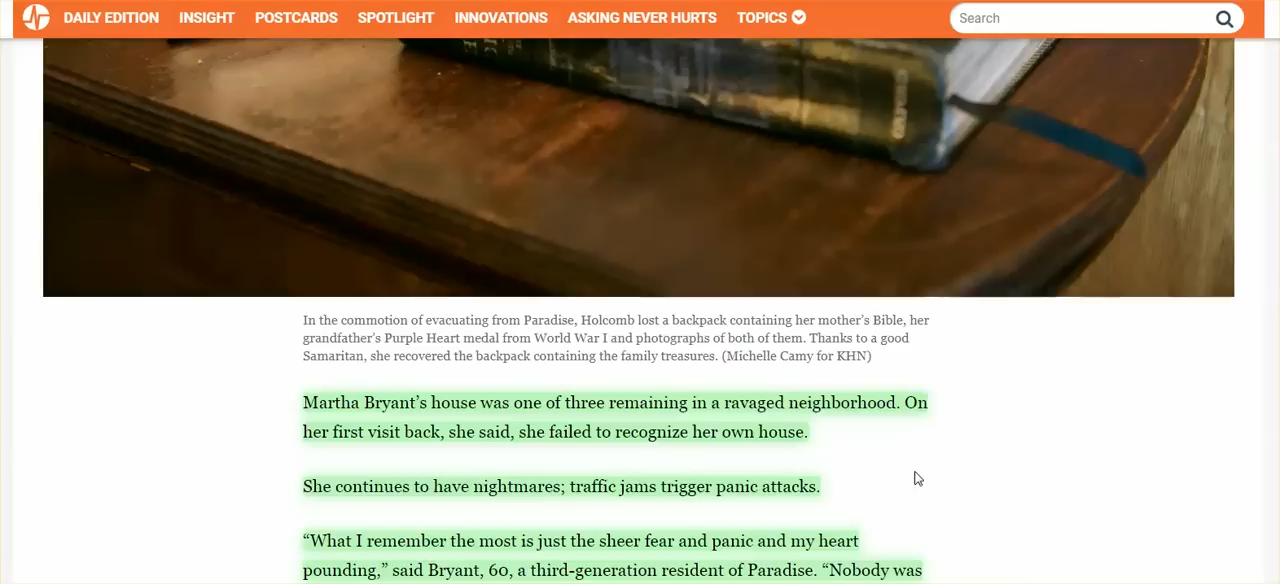 DAILY EDITION INSIGHT POSTCARDS SPOTLIGHT INNOVATIONS ASKING NEVER HURTS TOPICS Search
In the commotion of evacuating from Paradise, Holcomb lost a backpack containing her mother’s Bible, her
grandfather’s Purple Heart medal from World War I and photographs of both of them. Thanks to a good
Samaritan, she recovered the backpack containing the family treasures. (Michelle Camy for KHN)
Martha Bryant’s house was one of three remaining in a ravaged neighborhood. On
her first visit back, she said, she failed to recognize her own house.
She continues to have nightmares; traffic jams trigger panic attacks.
“What I remember the most is just the sheer fear and panic and my heart
pounding,” said Bryant, 60, a third-generation resident of Paradise. “Nobody was